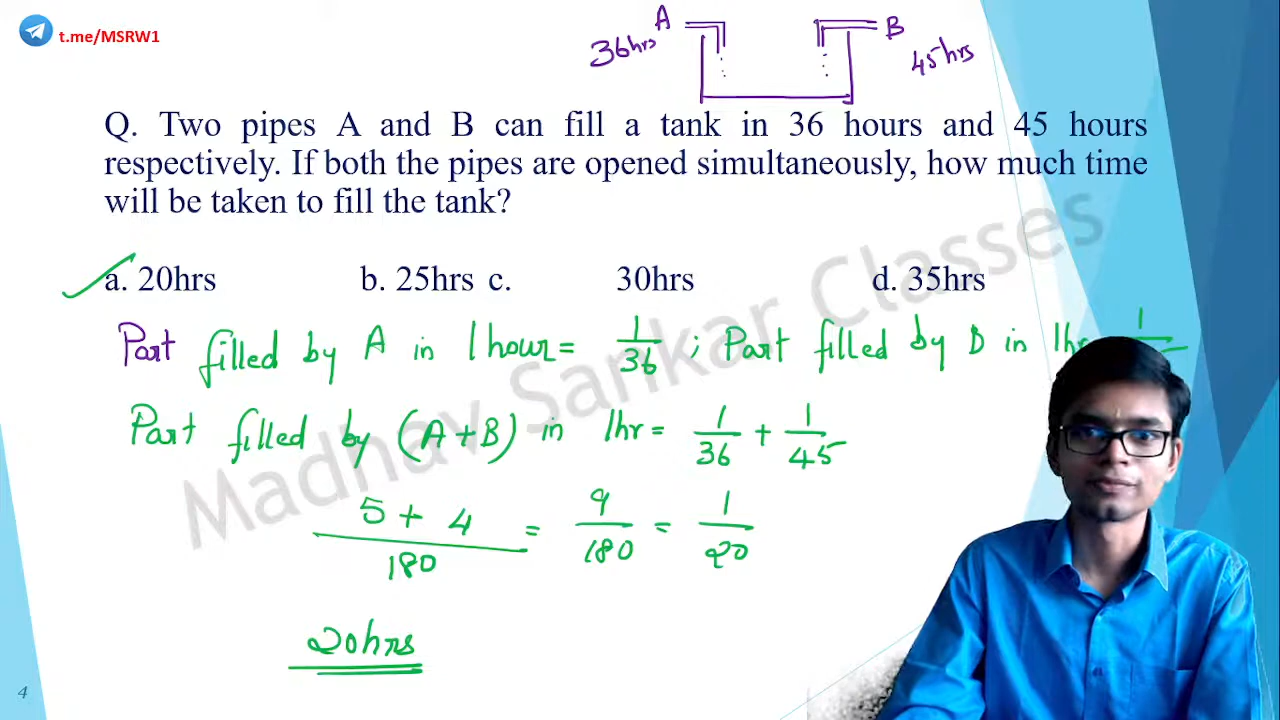 t.me/MSRW1
A
36hrs
B
45hrs
Q. Two pipes A and B can fill a tank in 36 hours and 45 hours
respectively. If both the pipes are opened simultaneously, how much time
will be taken to fill the tank?
a. 20hrs b. 25hrs c. 30hrs d. 35hrs
Part filled by A in 1 hour = 1/36 ; Part filled by B in 1hr 1
Part filled by (A+B) in 1hr = 1/36 + 1/45
5 + 4 / 180 = 9/180 = 1/20
20hrs
Madhav Sankar Classes
4